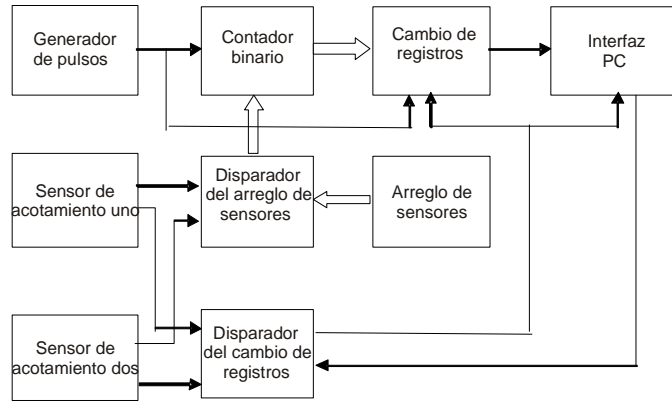 Generador
de pulsos
Contador
binario
Cambio de
registros
Interfaz
PC
Sensor de
acotamiento uno
Disparador
del arreglo de
sensores
Arreglo de
sensores
Sensor de
acotamiento dos
Disparador
del cambio de
registros